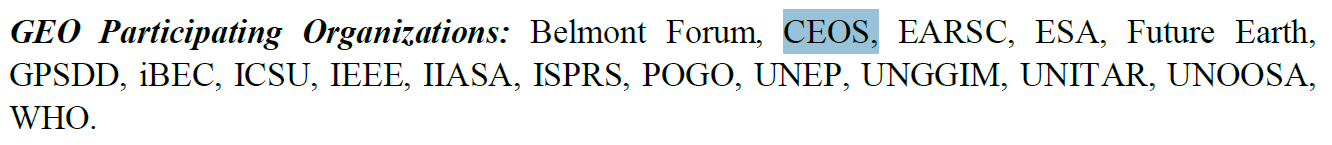 GEO Participating Organizations: Belmont Forum, CEOS, EARSC, ESA, Future Earth,
GPSDD, iBEC, ICSU, IEEE, IIASA, ISPRS, POGO, UNEP, UNGGIM, UNITAR, UNOOSA,
WHO.